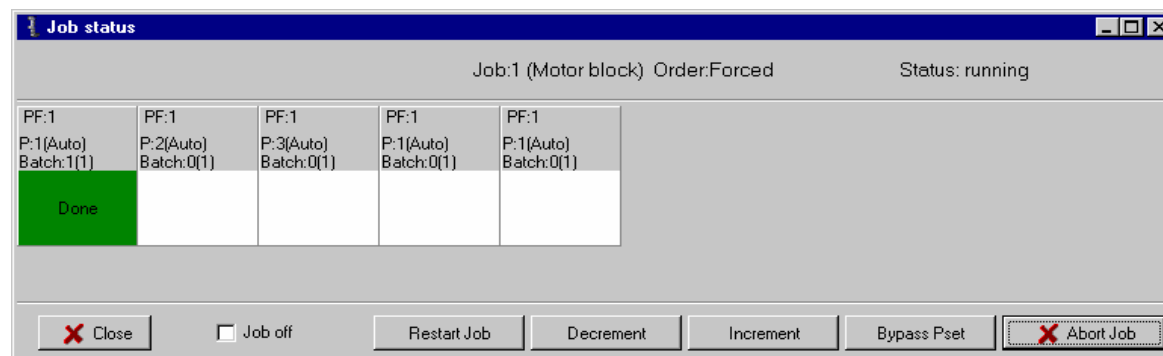 Job status
Job:1 (Motor block) Order:Forced Status: running
PF:1 PF:1 PF:1 PF:1 PF:1
P:1(Auto) P:2(Auto) P:3(Auto) P:1(Auto) P:1(Auto)
Batch:1(1) Batch:0(1) Batch:0(1) Batch:0(1) Batch:0(1)
Done
Close Job off Restart Job Decrement Increment Bypass Pset Abort Job